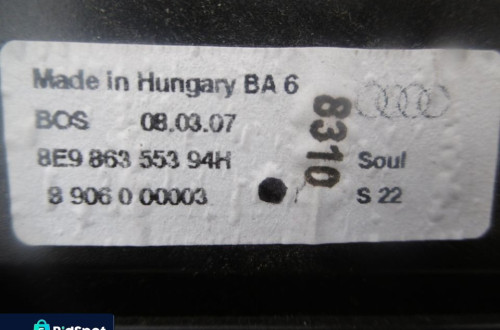 Made in Hungary BA 6
BOS 08.03.07
8E9 863 553 94H
Soul
8 906 0 00003
S 22
8310
BidSpot